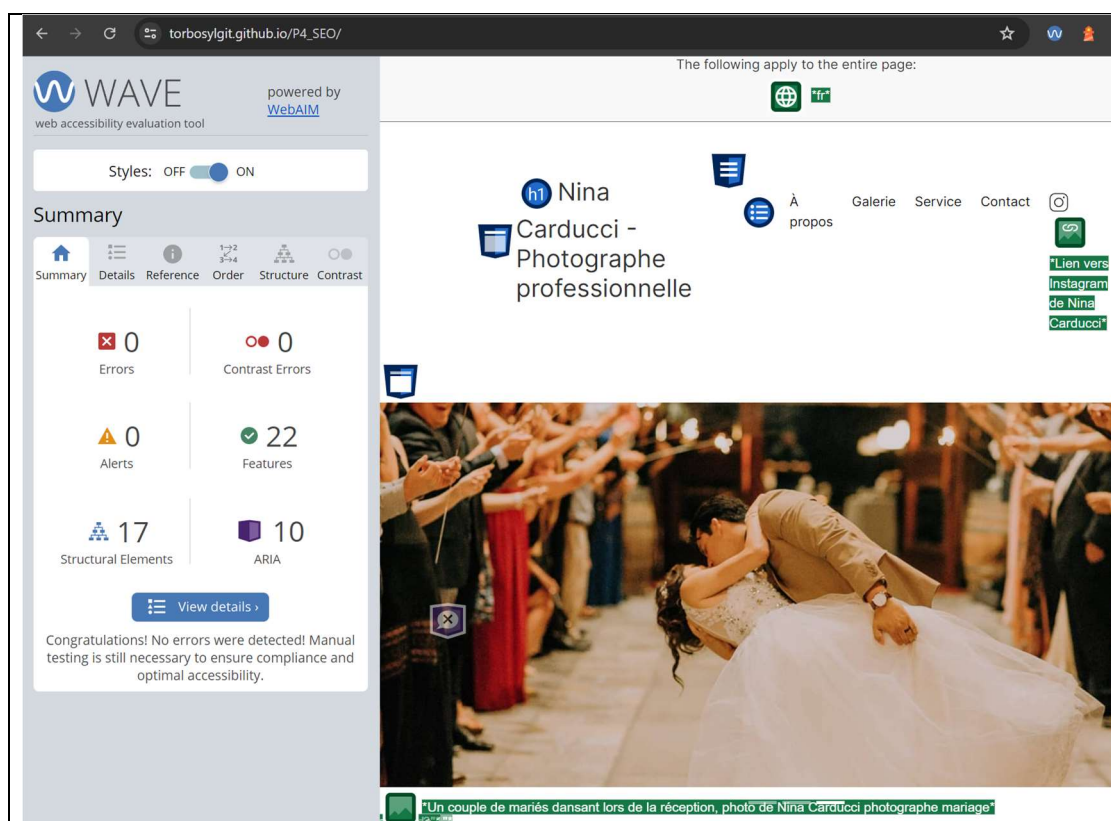 torbosylgit.github.io/P4_SEO/
WAVE
web accessibility evaluation tool
powered by
WebAIM
Styles: OFF ON
Summary
Summary Details Reference Order Structure Contrast
0
Errors
0
Contrast Errors
0
Alerts
22
Features
17
Structural Elements
10
ARIA
View details ›
Congratulations! No errors were detected! Manual
testing is still necessary to ensure compliance and
optimal accessibility.
The following apply to the entire page:
*fr*
h1 Nina
Carducci -
Photographe
professionnelle
À
propos
Galerie
Service
Contact
*Lien vers
Instagram
de Nina
Carducci*
*Un couple de mariés dansant lors de la réception, photo de Nina Carducci photographe mariage*